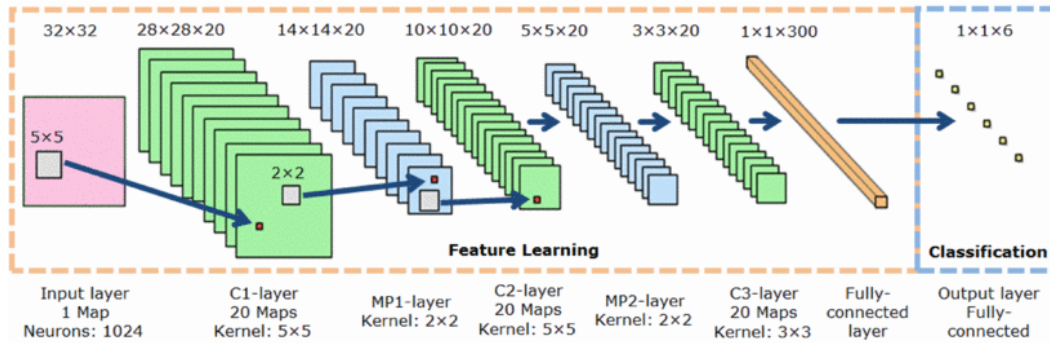 32×32
28×28×20
14×14×20
10×10×20
5×5×20
3×3×20
1×1×300
1×1×6
5×5
2×2
Feature Learning
Classification
Input layer
1 Map
Neurons: 1024
C1-layer
20 Maps
Kernel: 5×5
MP1-layer
Kernel: 2×2
C2-layer
20 Maps
Kernel: 5×5
MP2-layer
Kernel: 2×2
C3-layer
20 Maps
Kernel: 3×3
Fully-
connected
layer
Output layer
Fully-
connected